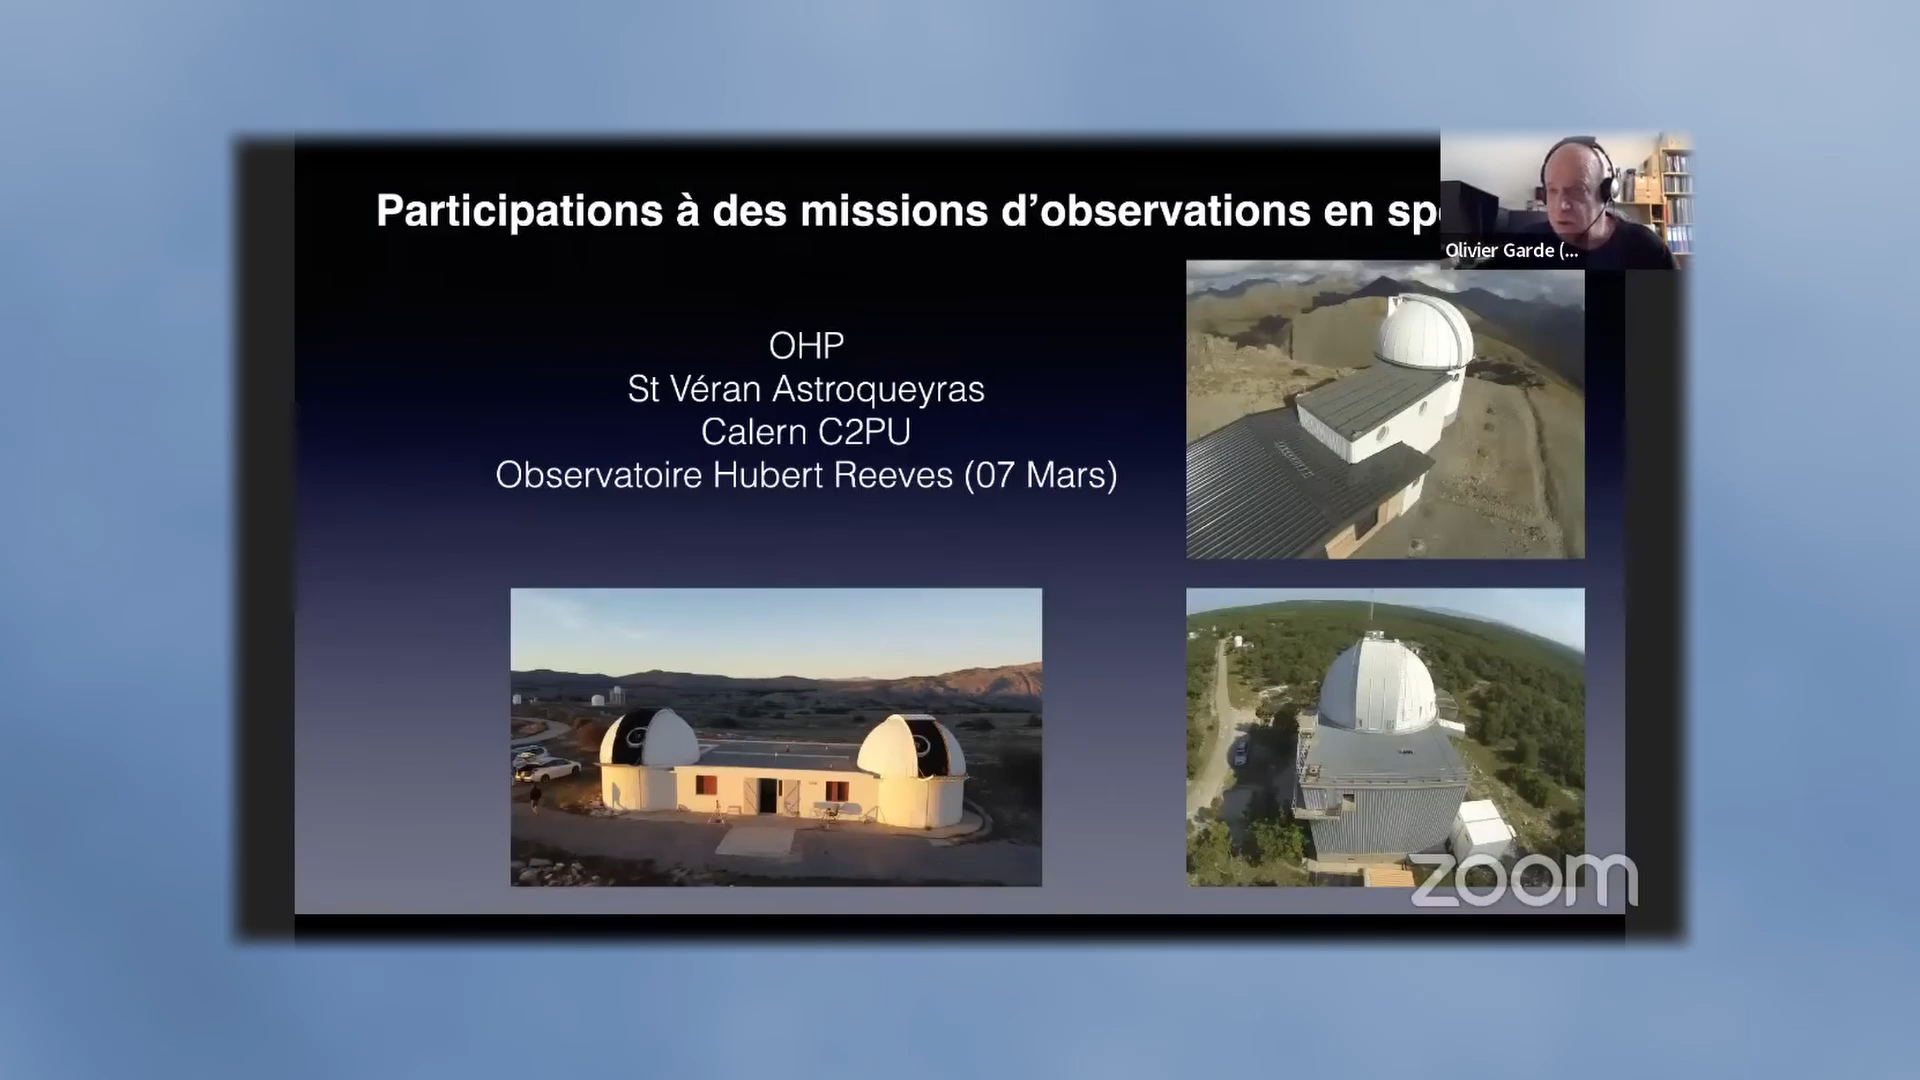 Participations à des missions d'observations en sp
Olivier Garde (...
OHP
St Véran Astroqueyras
Calern C2PU
Observatoire Hubert Reeves (07 Mars)
zoom